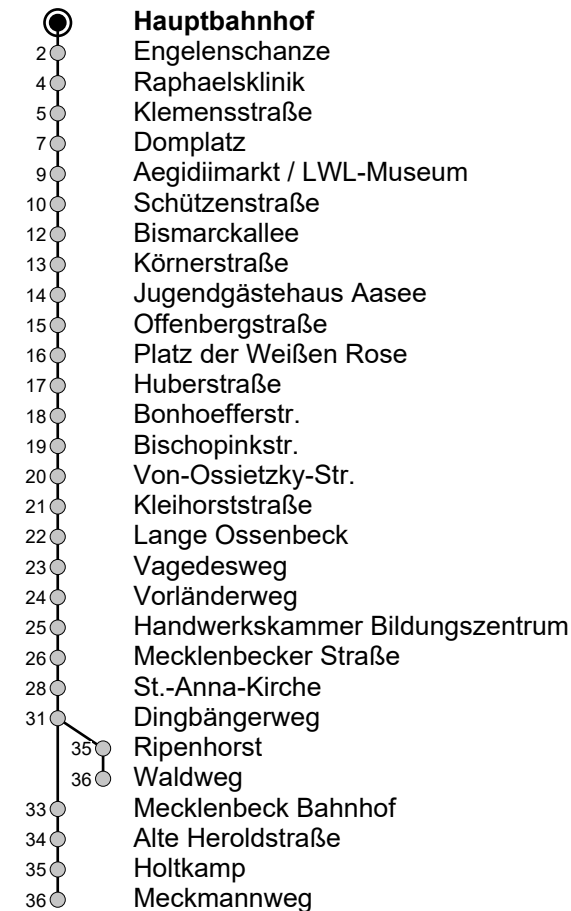 Hauptbahnhof
2 Engelenschanze
4 Raphaelsklinik
5 Klemensstraße
7 Domplatz
9 Aegidiimarkt / LWL-Museum
10 Schützenstraße
12 Bismarckallee
13 Körnerstraße
14 Jugendgästehaus Aasee
15 Offenbergstraße
16 Platz der Weißen Rose
17 Huberstraße
18 Bonhoefferstr.
19 Bischopinkstr.
20 Von-Ossietzky-Str.
21 Kleihorststraße
22 Lange Ossenbeck
23 Vagedesweg
24 Vorländerweg
25 Handwerkskammer Bildungszentrum
26 Mecklenbecker Straße
28 St.-Anna-Kirche
31 Dingbängerweg
35 Ripenhorst
36 Waldweg
33 Mecklenbeck Bahnhof
34 Alte Heroldstraße
35 Holtkamp
36 Meckmannweg